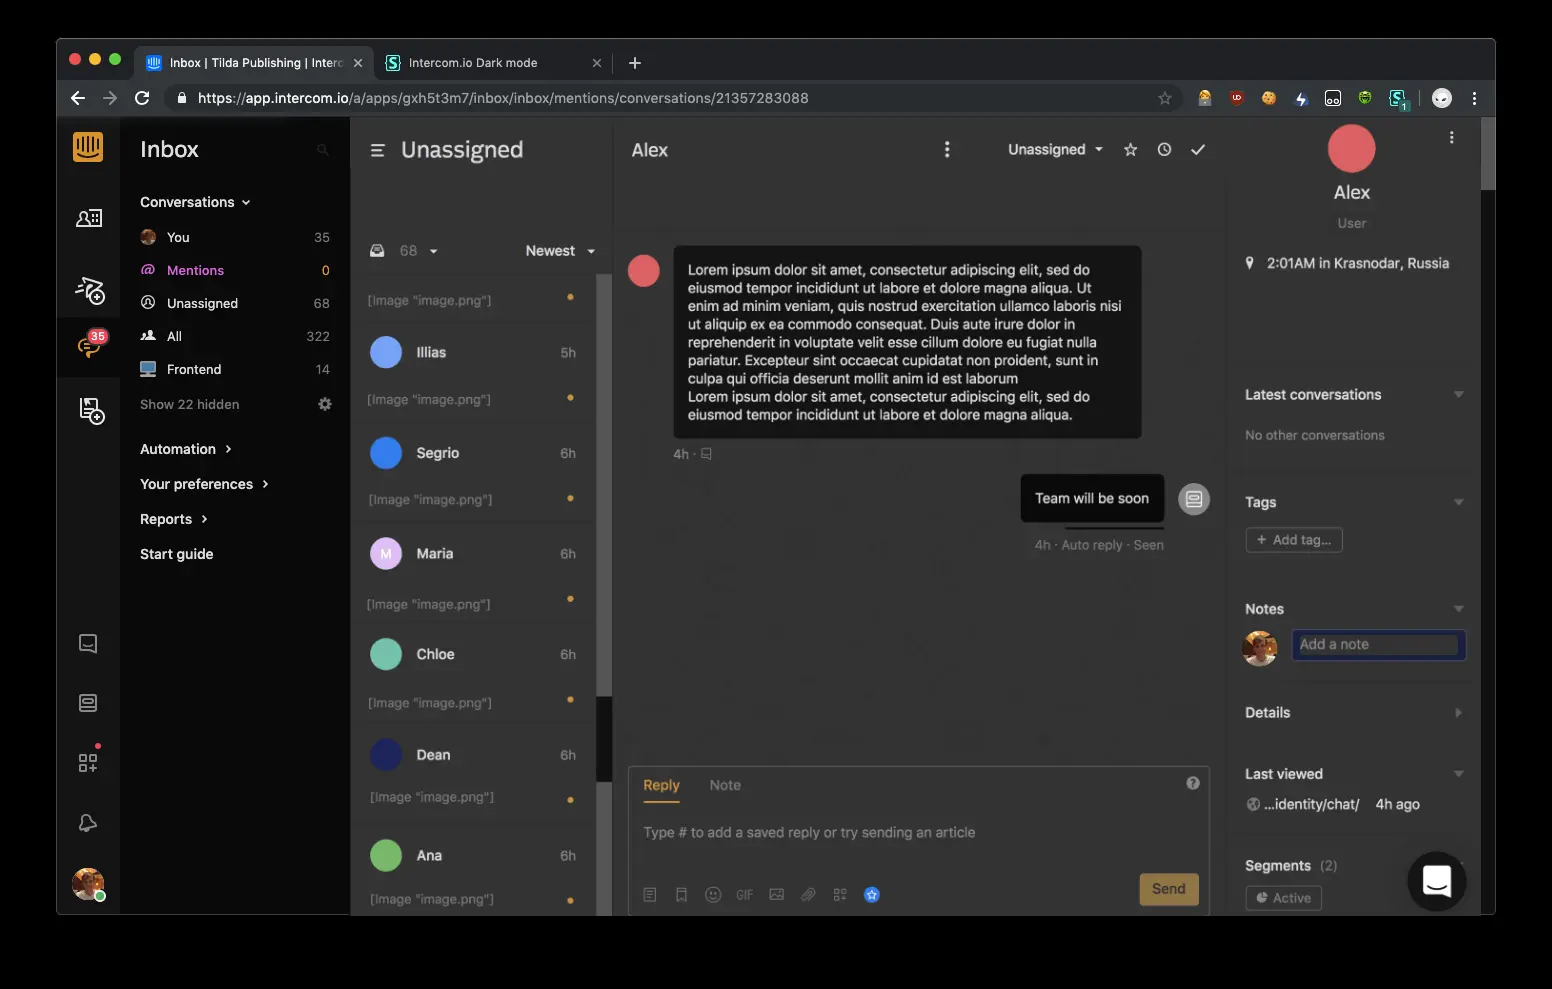 Inbox | Tilda Publishing | Interc
Intercom.io Dark mode
https://app.intercom.io/a/apps/gxh5t3m7/inbox/inbox/mentions/conversations/21357283088
1
35
Inbox
Conversations
You 35
@ Mentions 0
Unassigned 68
All 322
Frontend 14
Show 22 hidden
Automation
Your preferences
Reports
Start guide
Unassigned
68 Newest
[Image "image.png"]
Illias 5h
[Image "image.png"]
Segrio 6h
[Image "image.png"]
M Maria 6h
[Image "image.png"]
Chloe 6h
[Image "image.png"]
Dean 6h
[Image "image.png"]
Ana 6h
[Image "image.png"]
Alex Unassigned
Lorem ipsum dolor sit amet, consectetur adipiscing elit, sed do
eiusmod tempor incididunt ut labore et dolore magna aliqua. Ut
enim ad minim veniam, quis nostrud exercitation ullamco laboris nisi
ut aliquip ex ea commodo consequat. Duis aute irure dolor in
reprehenderit in voluptate velit esse cillum dolore eu fugiat nulla
pariatur. Excepteur sint occaecat cupidatat non proident, sunt in
culpa qui officia deserunt mollit anim id est laborum
Lorem ipsum dolor sit amet, consectetur adipiscing elit, sed do
eiusmod tempor incididunt ut labore et dolore magna aliqua.
4h ·
Team will be soon
4h · Auto reply · Seen
Reply Note
Type # to add a saved reply or try sending an article
GIF
Send
Alex
User
2:01AM in Krasnodar, Russia
Latest conversations
No other conversations
Tags
+ Add tag...
Notes
Add a note
Details
Last viewed
...identity/chat/ 4h ago
Segments (2)
Active